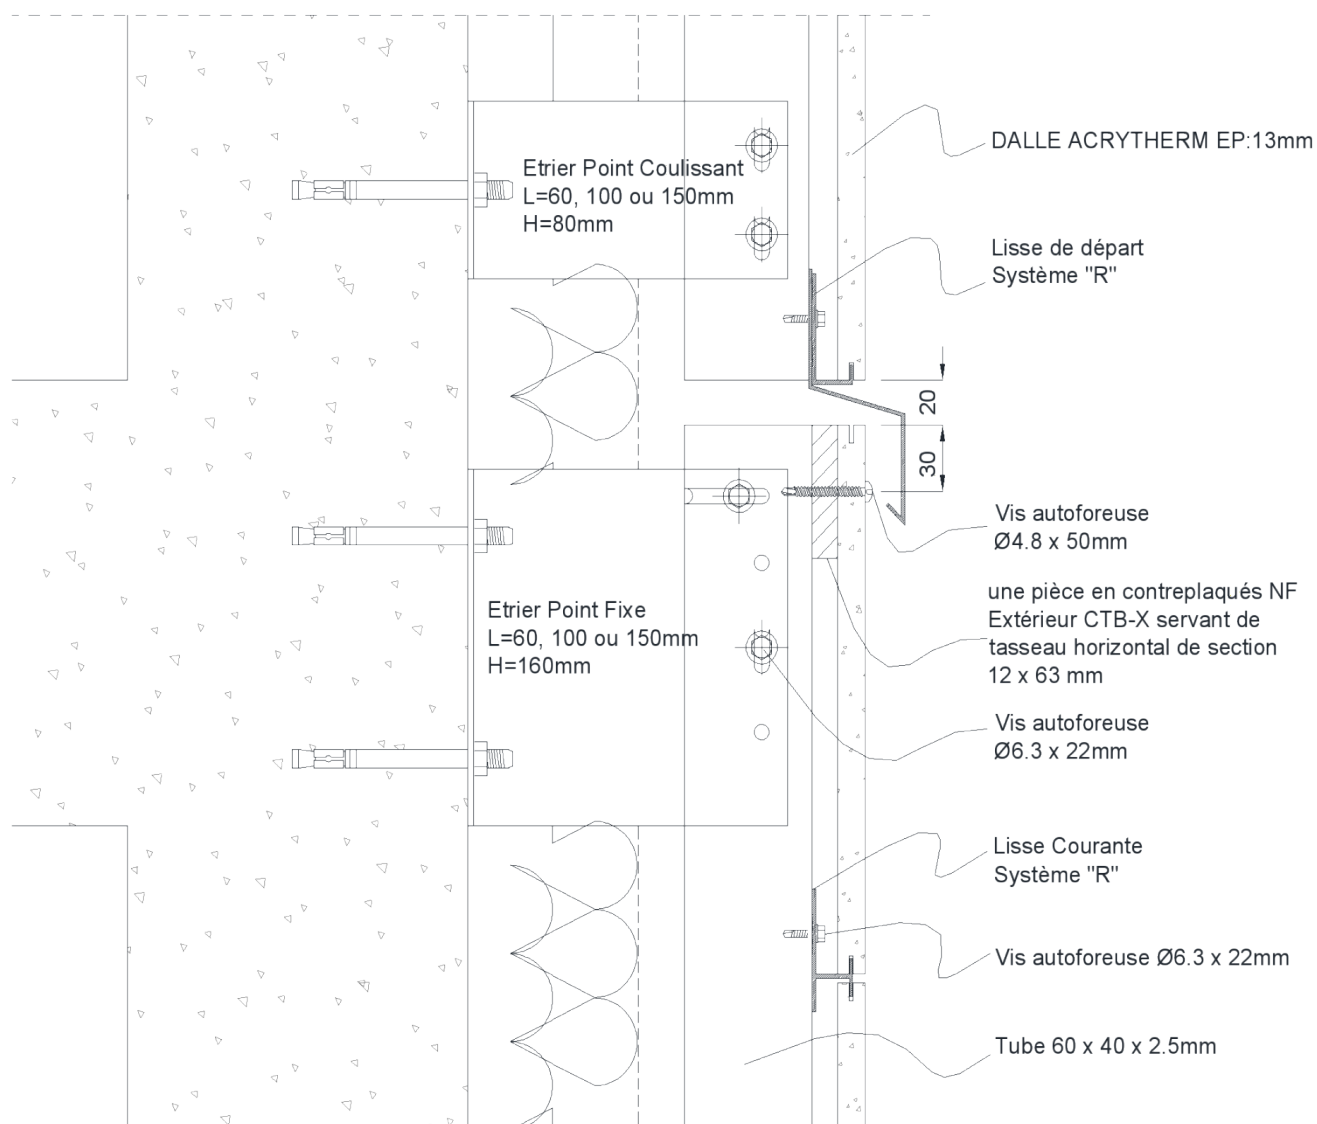 DALLE ACRYTHERM EP:13mm
Etrier Point Coulissant
L=60, 100 ou 150mm
H=80mm
Lisse de départ
Système "R"
20
30
Vis autoforeuse
Ø4.8 x 50mm
une pièce en contreplaqués NF
Extérieur CTB-X servant de
tasseau horizontal de section
12 x 63 mm
Etrier Point Fixe
L=60, 100 ou 150mm
H=160mm
Vis autoforeuse
Ø6.3 x 22mm
Lisse Courante
Système "R"
Vis autoforeuse Ø6.3 x 22mm
Tube 60 x 40 x 2.5mm